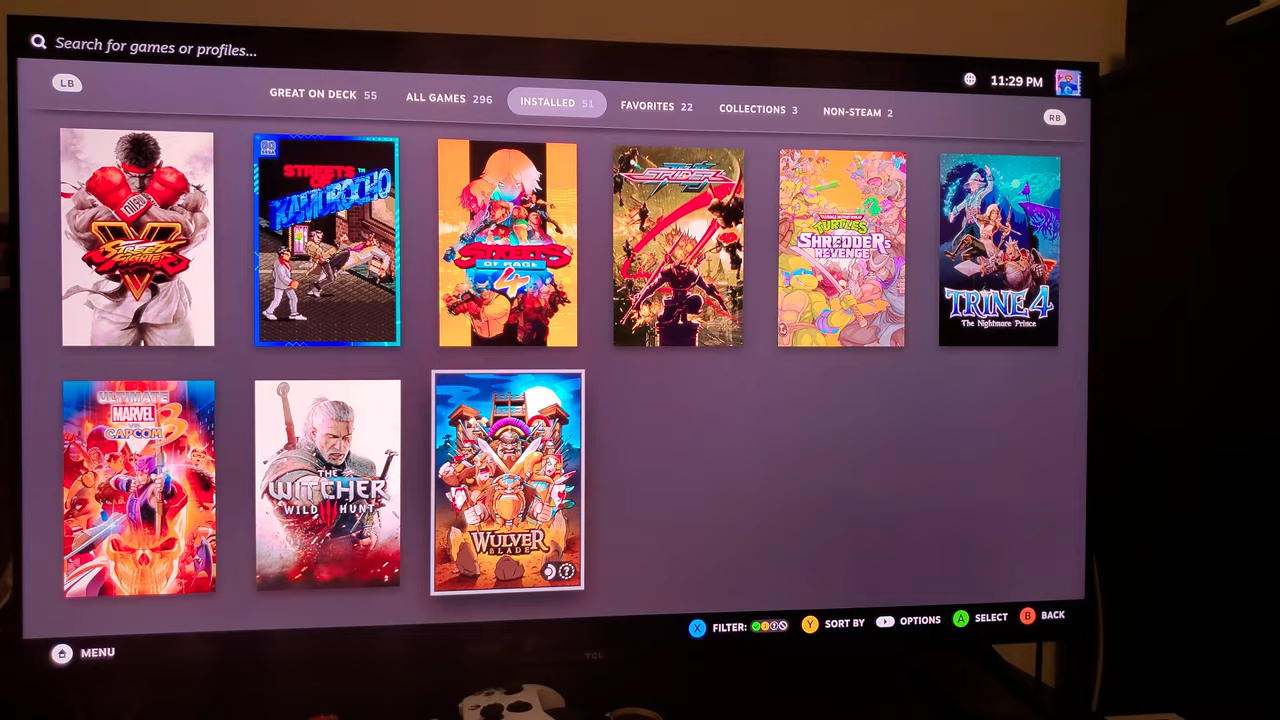 Search for games or profiles...
11:29 PM
LB
GREAT ON DECK 55
ALL GAMES 296
INSTALLED 51
FAVORITES 22
COLLECTIONS 3
NON-STEAM 2
RB
STREET FIGHTER
V
SEGA
STREETS
OF
KAMUROCHO
STREETS
OF RAGE
4
STRIDER
TEENAGE MUTANT NINJA
TURTLES
SHREDDER'S
REVENGE
TRINE 4
The Nightmare Prince
ULTIMATE
MARVEL
VS.
CAPCOM 3
THE
WITCHER
WILD HUNT
WULVER
BLADE
X FILTER:
Y SORT BY
OPTIONS
A SELECT
B BACK
MENU
TCL